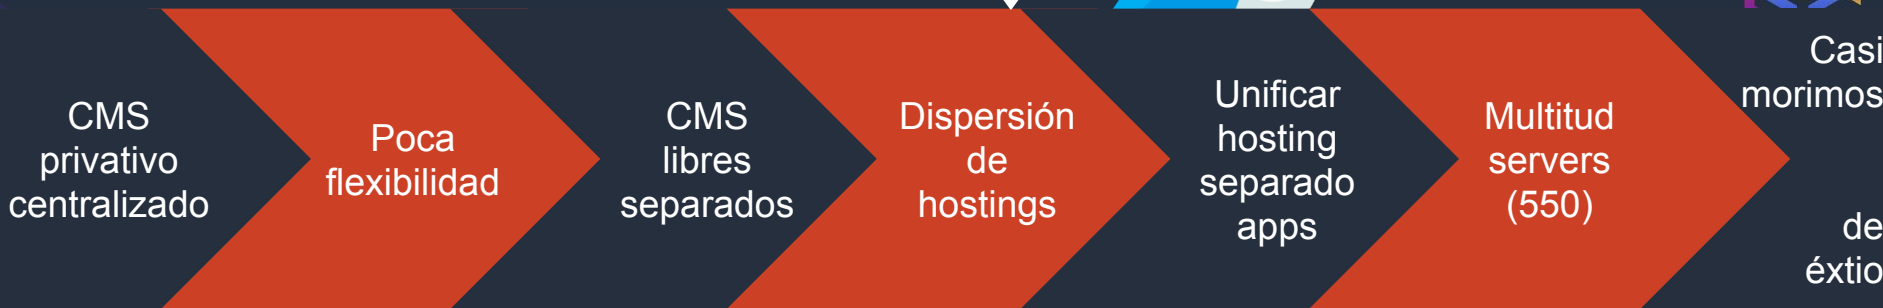 CMS
privativo
centralizado
Poca
flexibilidad
CMS
libres
separados
Dispersión
de
hostings
Unificar
hosting
separado
apps
Multitud
servers
(550)
Casi
morimos
de
éxtio